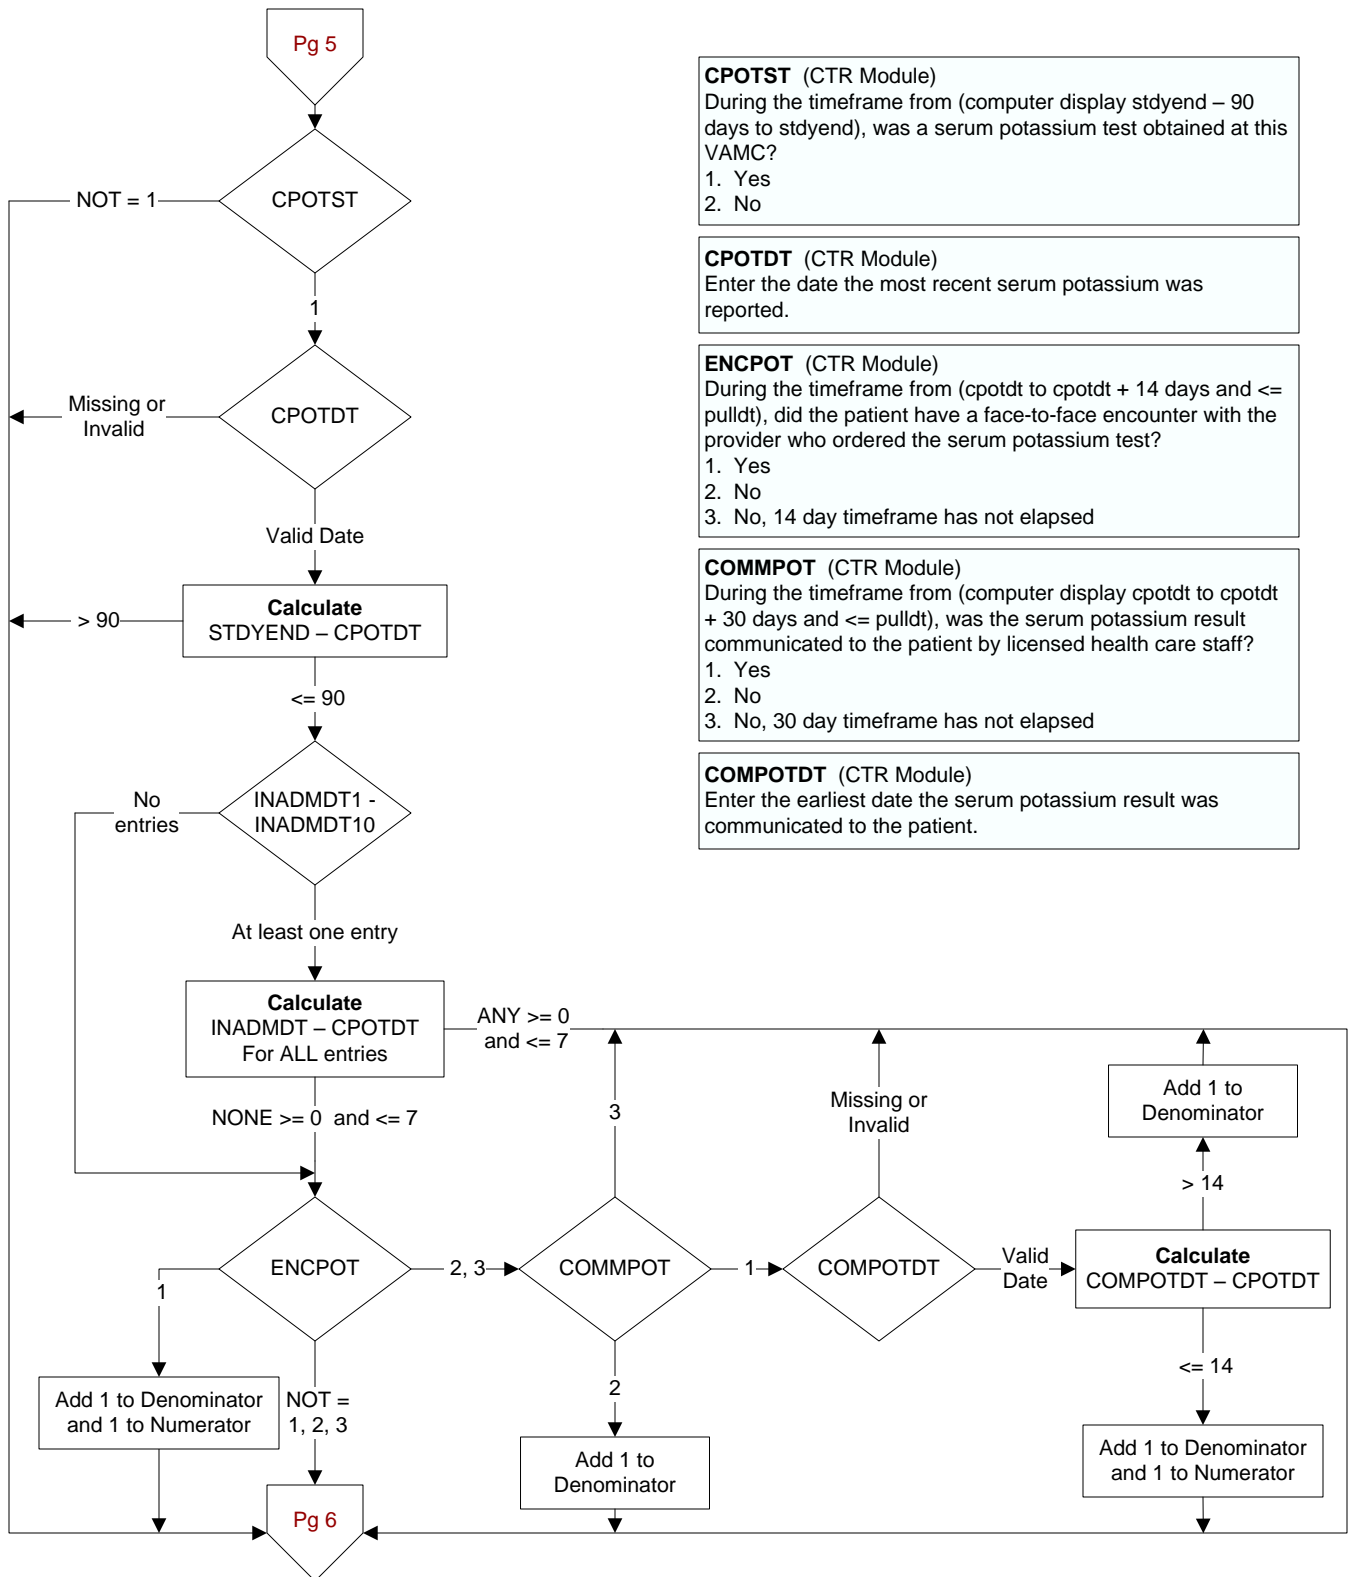 Pg 5
CPOTST
NOT = 1
1
CPOTDT
Missing or
Invalid
Valid Date
Calculate
STDYEND – CPOTDT
> 90
<= 90
INADMDT1 -
INADMDT10
No
entries
At least one entry
Calculate
INADMDT – CPOTDT
For ALL entries
ANY >= 0
and <= 7
NONE >= 0 and <= 7
ENCPOT
1
Add 1 to Denominator
and 1 to Numerator
NOT =
1, 2, 3
2, 3
COMMPOT
3
2
Add 1 to
Denominator
1
COMPOTDT
Missing or
Invalid
Valid
Date
Calculate
COMPOTDT – CPOTDT
> 14
Add 1 to
Denominator
<= 14
Add 1 to Denominator
and 1 to Numerator
Pg 6
CPOTST (CTR Module)
During the timeframe from (computer display stdyend – 90
days to stdyend), was a serum potassium test obtained at this
VAMC?
1. Yes
2. No
CPOTDT (CTR Module)
Enter the date the most recent serum potassium was
reported.
ENCPOT (CTR Module)
During the timeframe from (cpotdt to cpotdt + 14 days and <=
pulldt), did the patient have a face-to-face encounter with the
provider who ordered the serum potassium test?
1. Yes
2. No
3. No, 14 day timeframe has not elapsed
COMMPOT (CTR Module)
During the timeframe from (computer display cpotdt to cpotdt
+ 30 days and <= pulldt), was the serum potassium result
communicated to the patient by licensed health care staff?
1. Yes
2. No
3. No, 30 day timeframe has not elapsed
COMPOTDT (CTR Module)
Enter the earliest date the serum potassium result was
communicated to the patient.